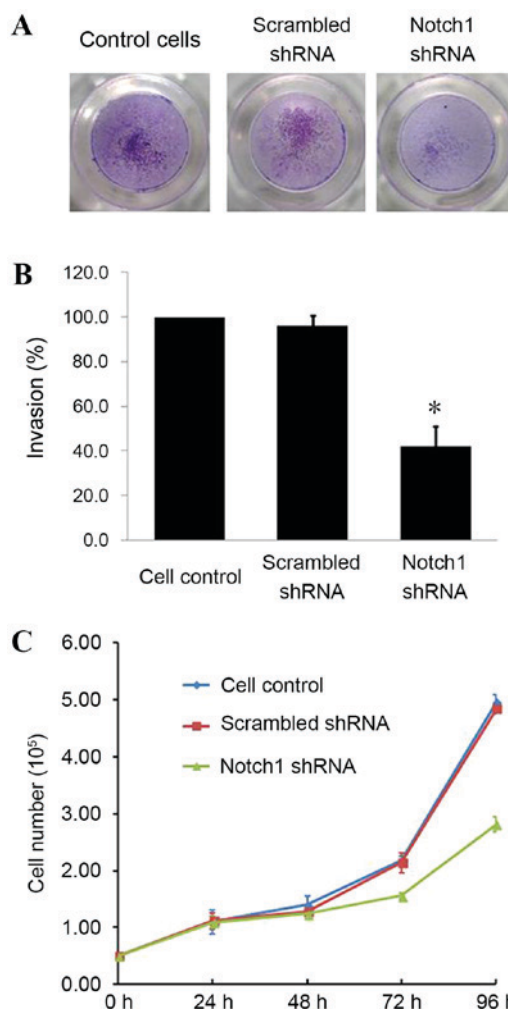 A
Control cells
Scrambled
shRNA
Notch1
shRNA
B
120.0
100.0
80.0
60.0
40.0
20.0
0.0
Invasion (%)
*
Cell control
Scrambled
shRNA
Notch1
shRNA
C
6.00
5.00
4.00
3.00
2.00
1.00
0.00
Cell number (10⁵)
Cell control
Scrambled shRNA
Notch1 shRNA
0 h
24 h
48 h
72 h
96 h